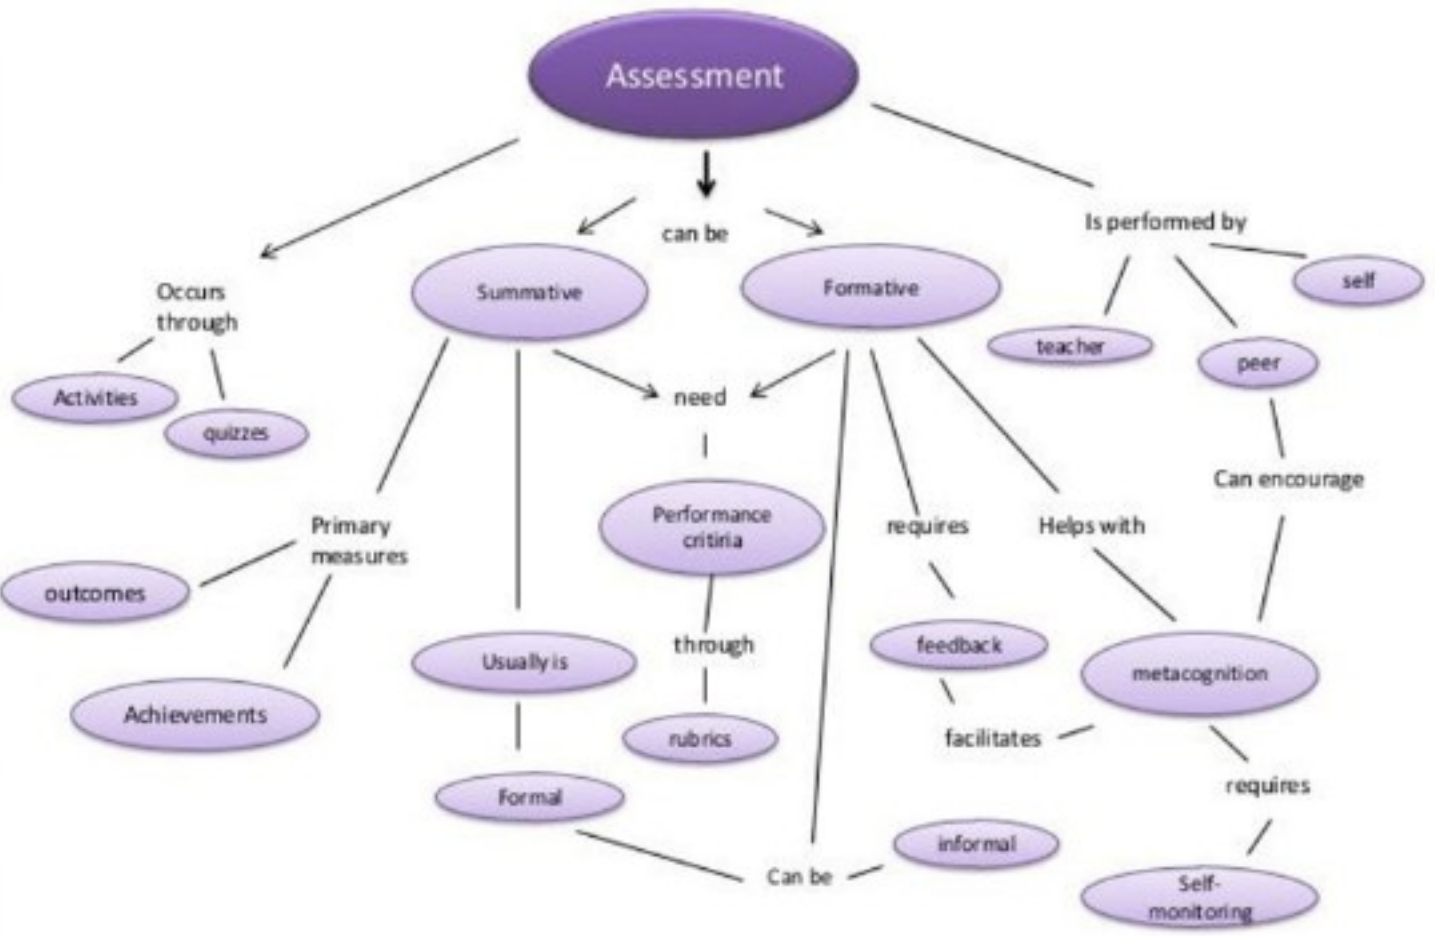 Assessment
can be
Is performed by
Summative
Formative
self
Occurs
through
teacher
peer
Activities
quizzes
need
Can encourage
Primary
measures
Performance
critiria
requires
Helps with
outcomes
through
feedback
metacognition
Usually is
Achievements
rubrics
facilitates
Formal
requires
informal
Can be
Self-
monitoring